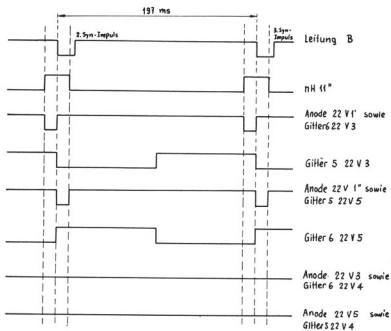 197 ms
2. Syn-Impuls
3. Syn-
Impuls
Leitung B
nH 11"
Anode 22 V1' sowie
Gitter 6 22 V 3
Gitter 5 22 V 3
Anode 22 V 1" sowie
Gitter 5 22 V 5
Gitter 6 22 V 5
Anode 22 V 3 sowie
Gitter 6 22 V 4
Anode 22 V 5 sowie
Gitter 5 22 V 4